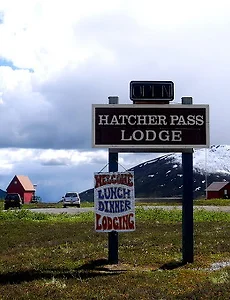 HATCHER PASS
LODGE
WELCOME
LUNCH
DINNER
LODGING